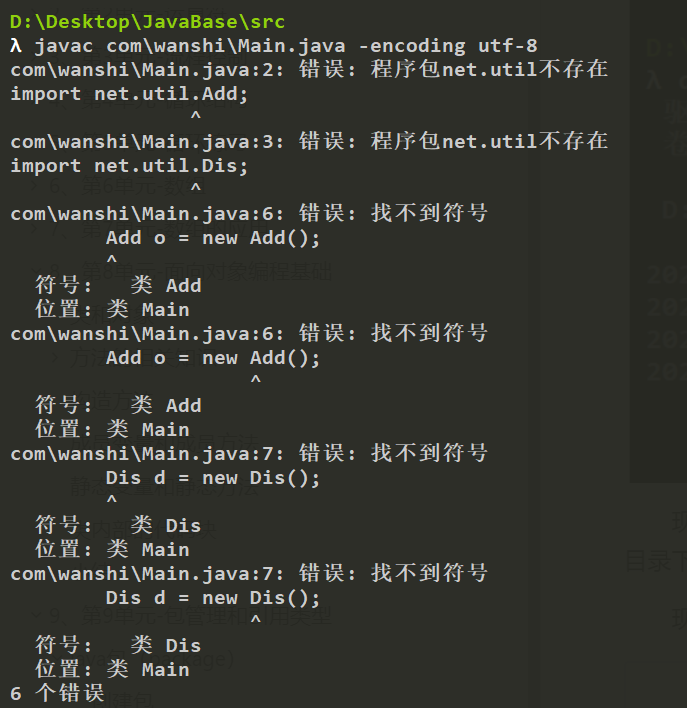 D:\Desktop\JavaBase\src
λ javac com\wanshi\Main.java -encoding utf-8
com\wanshi\Main.java:2: 错误: 程序包net.util不存在
import net.util.Add;
^
com\wanshi\Main.java:3: 错误: 程序包net.util不存在
import net.util.Dis;
^
com\wanshi\Main.java:6: 错误: 找不到符号
Add o = new Add();
^
符号: 类 Add
位置: 类 Main
com\wanshi\Main.java:6: 错误: 找不到符号
Add o = new Add();
^
符号: 类 Add
位置: 类 Main
com\wanshi\Main.java:7: 错误: 找不到符号
Dis d = new Dis();
^
符号: 类 Dis
位置: 类 Main
com\wanshi\Main.java:7: 错误: 找不到符号
Dis d = new Dis();
^
符号: 类 Dis
位置: 类 Main
6 个错误